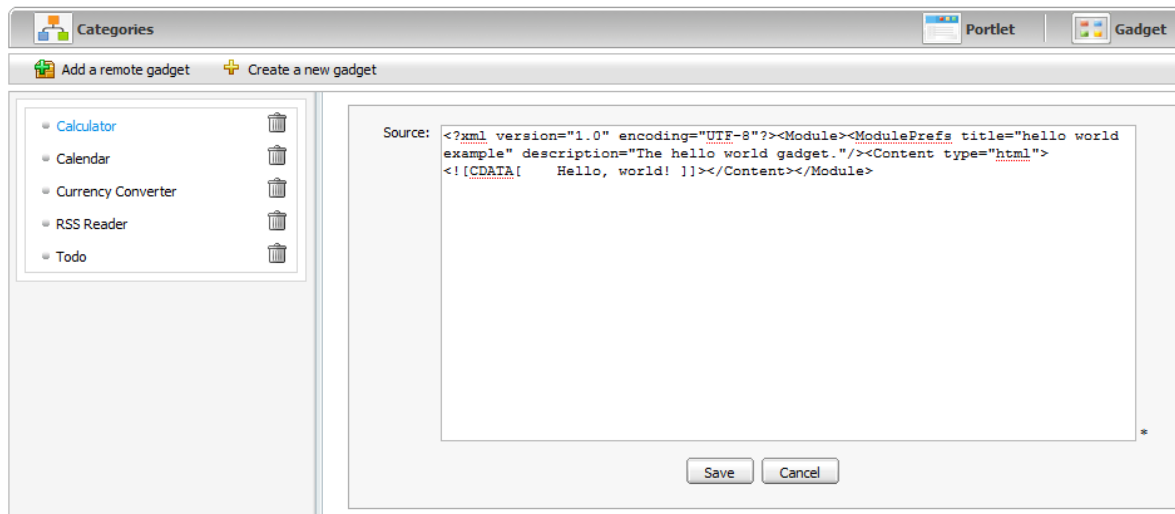 Categories
Portlet
Gadget
Add a remote gadget
Create a new gadget
Calculator
Calendar
Currency Converter
RSS Reader
Todo
Source:
<?xml version="1.0" encoding="UTF-8"?><Module><ModulePrefs title="hello world
example" description="The hello world gadget."/><Content type="html">
<![CDATA[    Hello, world! ]]></Content></Module>
*
Save
Cancel